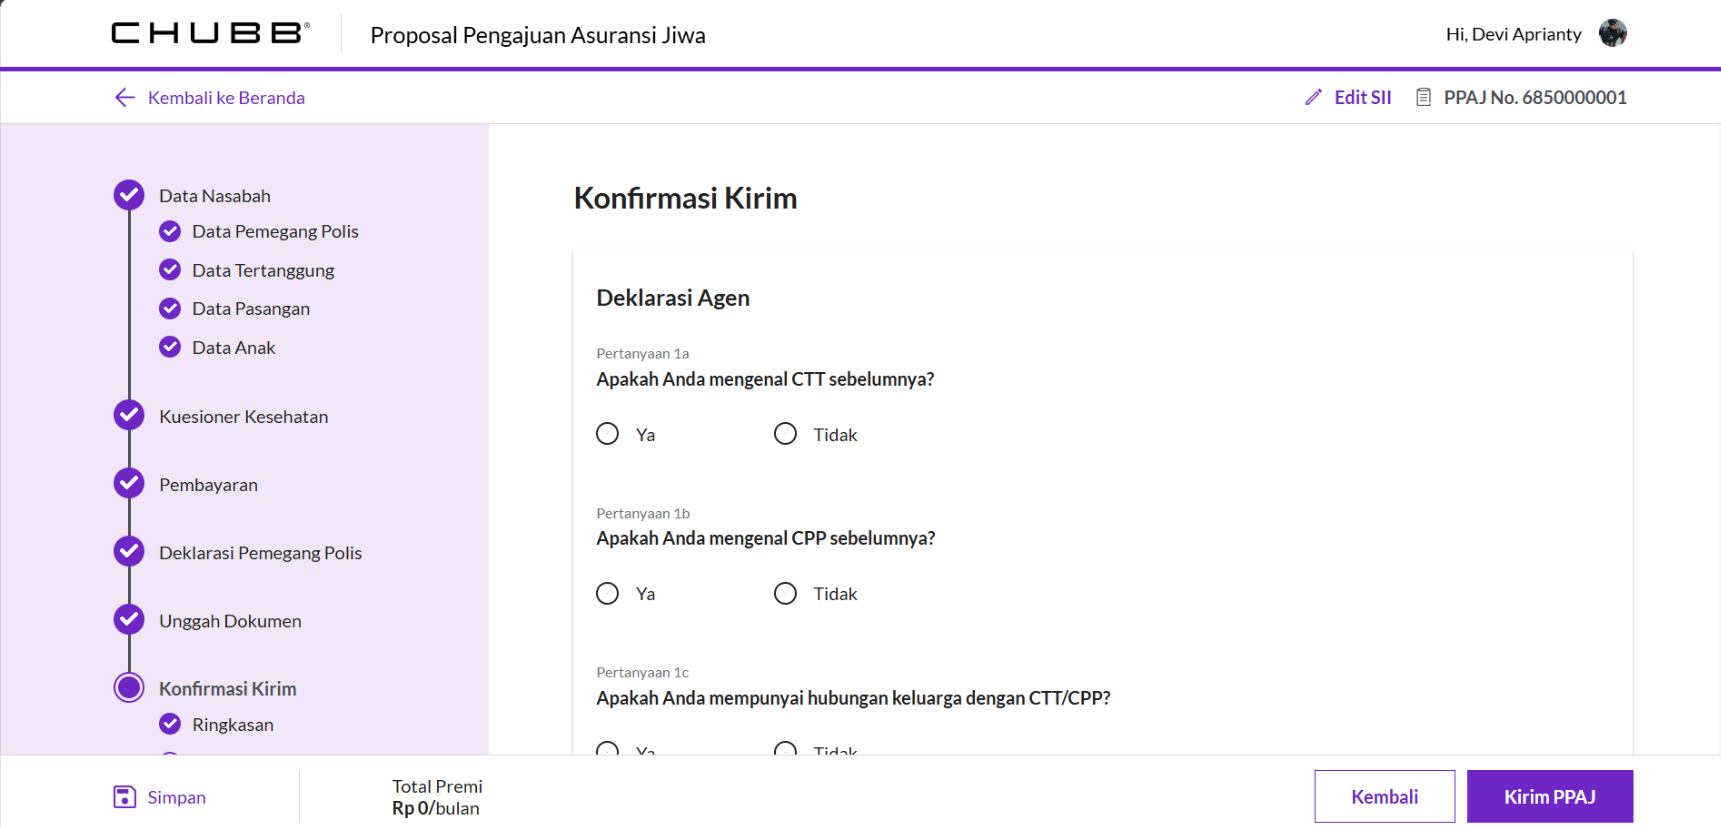 CHUBB®
Proposal Pengajuan Asuransi Jiwa
Hi, Devi Aprianty
Kembali ke Beranda
Edit SII
PPAJ No. 6850000001
Data Nasabah
Data Pemegang Polis
Data Tertanggung
Data Pasangan
Data Anak
Kuesioner Kesehatan
Pembayaran
Deklarasi Pemegang Polis
Unggah Dokumen
Konfirmasi Kirim
Ringkasan
Konfirmasi Kirim
Deklarasi Agen
Pertanyaan 1a
Apakah Anda mengenal CTT sebelumnya?
Ya
Tidak
Pertanyaan 1b
Apakah Anda mengenal CPP sebelumnya?
Ya
Tidak
Pertanyaan 1c
Apakah Anda mempunyai hubungan keluarga dengan CTT/CPP?
Ya
Tidak
Simpan
Total Premi
Rp 0/bulan
Kembali
Kirim PPAJ